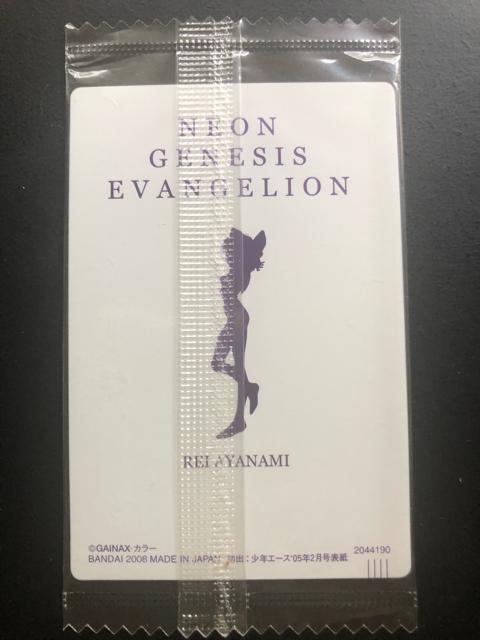 NEON
GENESIS
EVANGELION
REI AYANAMI
©GAINAX・カラー
BANDAI 2008 MADE IN JAPAN 初出：少年エース'05年2月号表紙
2044190